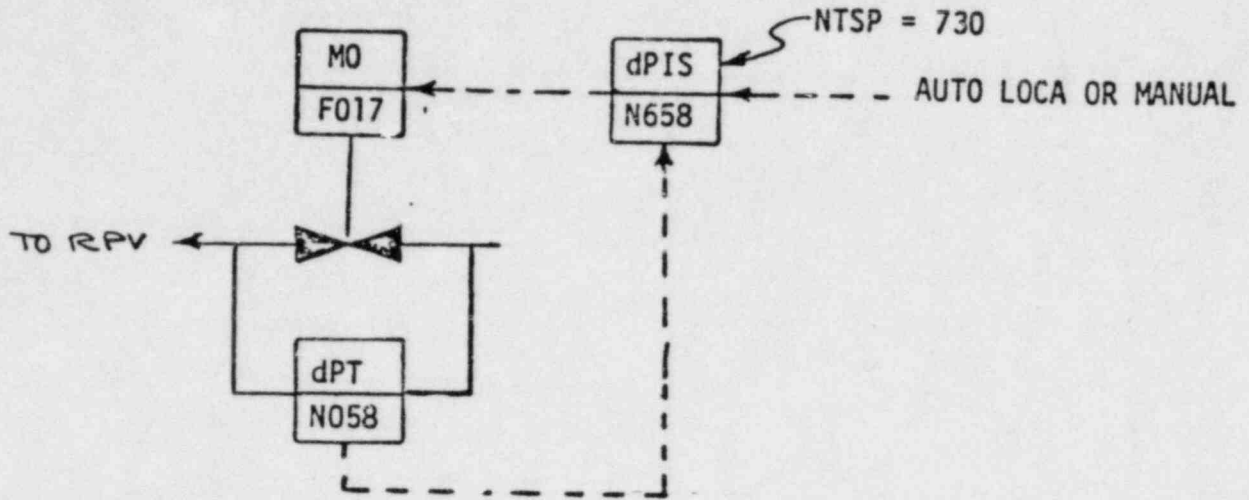 NTSP = 730
MO
F017
dPIS
N658
AUTO LOCA OR MANUAL
TO RPV
dPT
N058